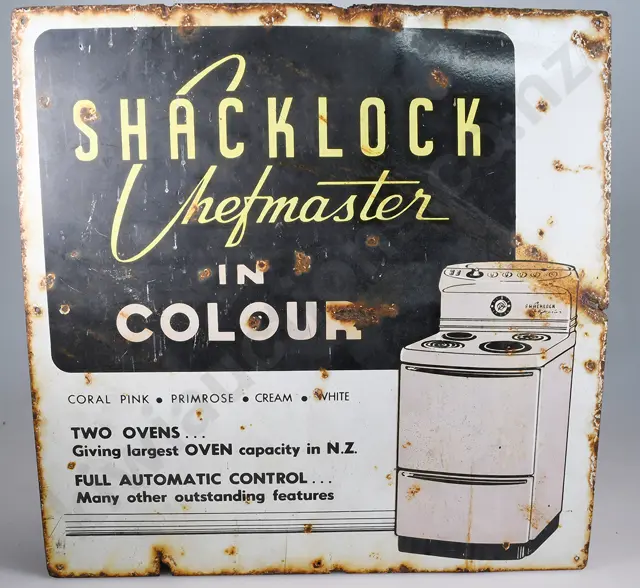 SHACKLOCK
Chefmaster
IN
COLOUR
CORAL PINK • PRIMROSE • CREAM • WHITE
TWO OVENS...
Giving largest OVEN capacity in N.Z.
FULL AUTOMATIC CONTROL...
Many other outstanding features
SHACKLOCK